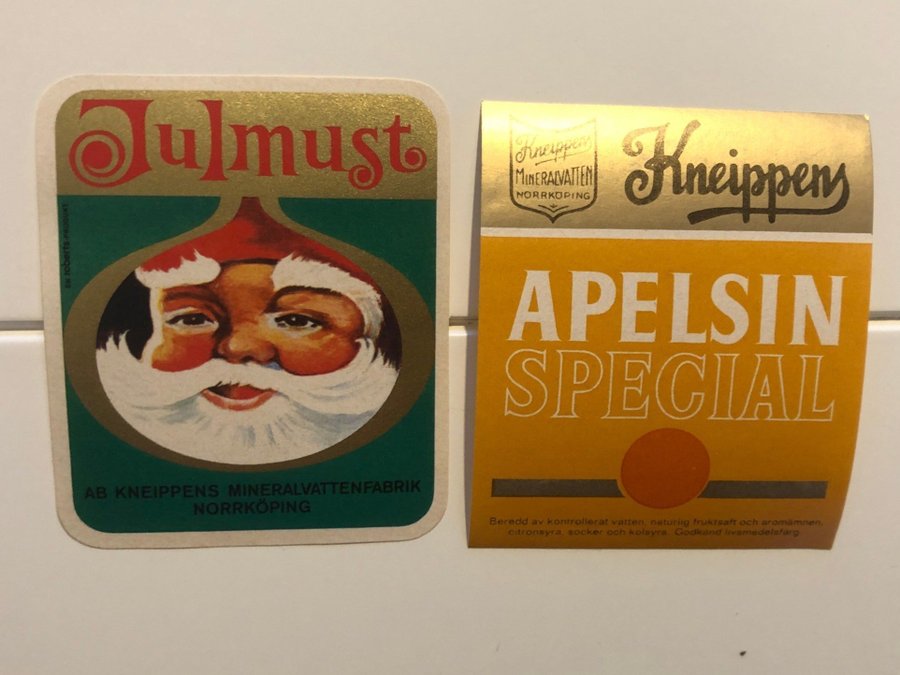 Julmust
AB KNEIPPENS MINERALVATTENFABRIK
NORRKÖPING
Kneippens
MINERALVATTEN
NORRKÖPING
Kneippens
APELSIN
SPECIAL
Beredd av kontrollerat vatten, naturlig fruktsaft och aromämnen,
citronsyra, socker och kolsyra. Godkänd livsmedelsfärg.